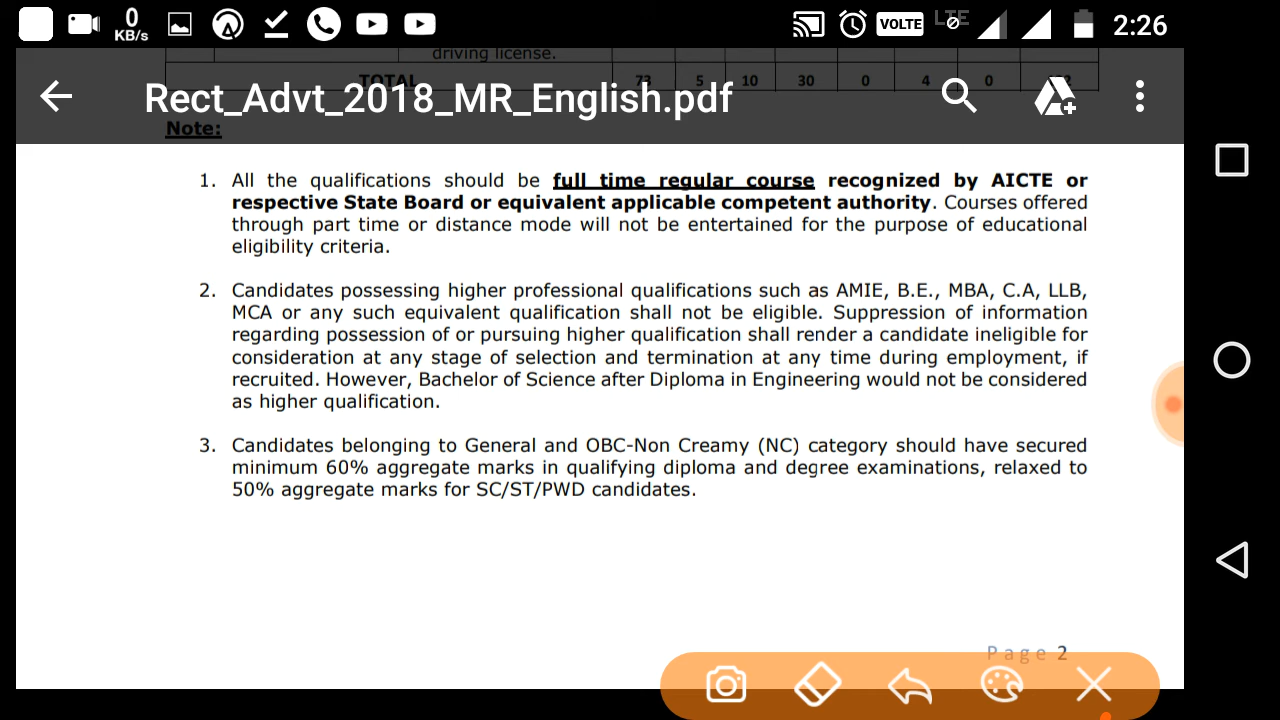 0
KB/s
VOLTE
LTE
2:26
driving license.
TOTAL 73 5 10 30 0 4 0
Rect_Advt_2018_MR_English.pdf
Note:
1. All the qualifications should be full time regular course recognized by AICTE or
respective State Board or equivalent applicable competent authority. Courses offered
through part time or distance mode will not be entertained for the purpose of educational
eligibility criteria.
2. Candidates possessing higher professional qualifications such as AMIE, B.E., MBA, C.A, LLB,
MCA or any such equivalent qualification shall not be eligible. Suppression of information
regarding possession of or pursuing higher qualification shall render a candidate ineligible for
consideration at any stage of selection and termination at any time during employment, if
recruited. However, Bachelor of Science after Diploma in Engineering would not be considered
as higher qualification.
3. Candidates belonging to General and OBC-Non Creamy (NC) category should have secured
minimum 60% aggregate marks in qualifying diploma and degree examinations, relaxed to
50% aggregate marks for SC/ST/PWD candidates.
Page 2